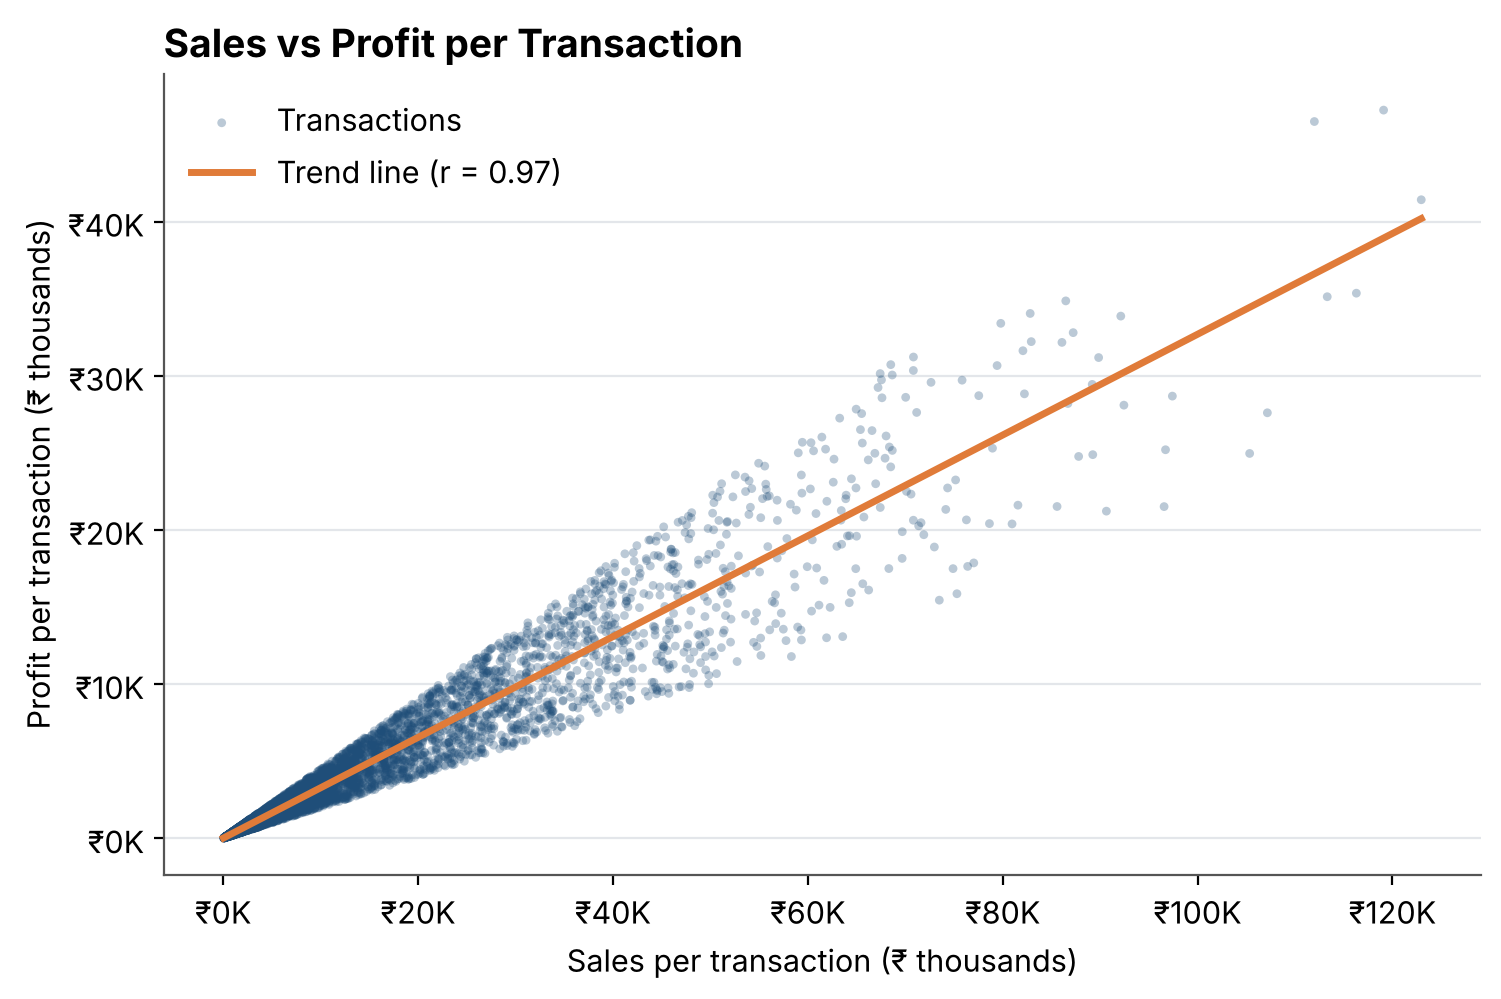 Sales vs Profit per Transaction
Transactions
Trend line (r = 0.97)
Profit per transaction (₹ thousands)
₹40K
₹30K
₹20K
₹10K
₹0K
₹0K ₹20K ₹40K ₹60K ₹80K ₹100K ₹120K
Sales per transaction (₹ thousands)